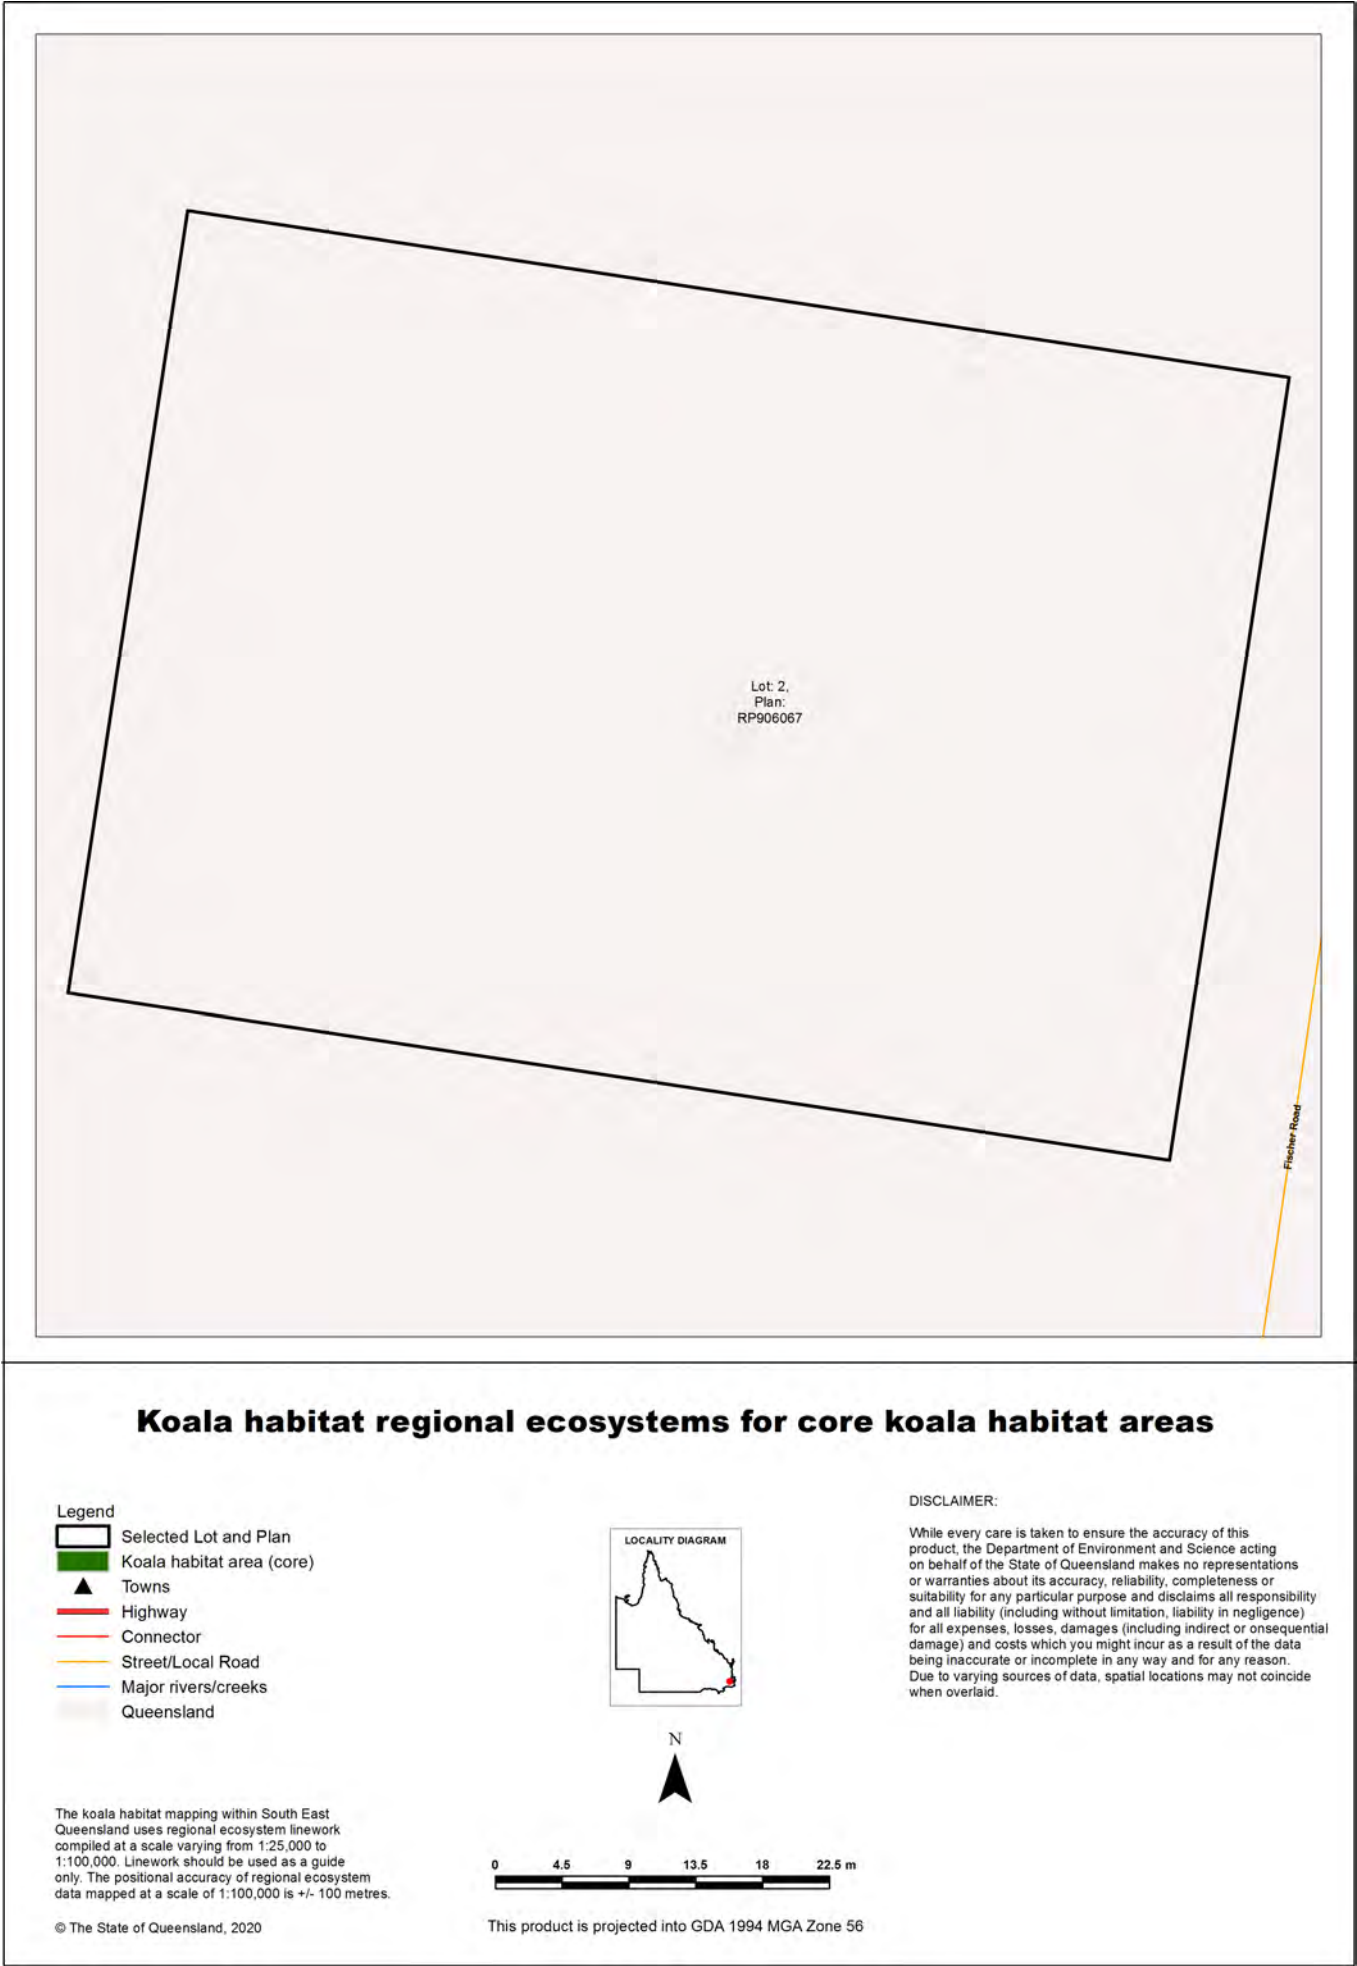 Lot: 2,
Plan:
RP906067
Fischer Road
Koala habitat regional ecosystems for core koala habitat areas
Legend
Selected Lot and Plan
Koala habitat area (core)
Towns
Highway
Connector
Street/Local Road
Major rivers/creeks
Queensland
The koala habitat mapping within South East
Queensland uses regional ecosystem linework
compiled at a scale varying from 1:25,000 to
1:100,000. Linework should be used as a guide
only. The positional accuracy of regional ecosystem
data mapped at a scale of 1:100,000 is +/- 100 metres.
© The State of Queensland, 2020
LOCALITY DIAGRAM
N
0 4.5 9 13.5 18 22.5 m
This product is projected into GDA 1994 MGA Zone 56
DISCLAIMER:
While every care is taken to ensure the accuracy of this
product, the Department of Environment and Science acting
on behalf of the State of Queensland makes no representations
or warranties about its accuracy, reliability, completeness or
suitability for any particular purpose and disclaims all responsibility
and all liability (including without limitation, liability in negligence)
for all expenses, losses, damages (including indirect or onsequential
damage) and costs which you might incur as a result of the data
being inaccurate or incomplete in any way and for any reason.
Due to varying sources of data, spatial locations may not coincide
when overlaid.